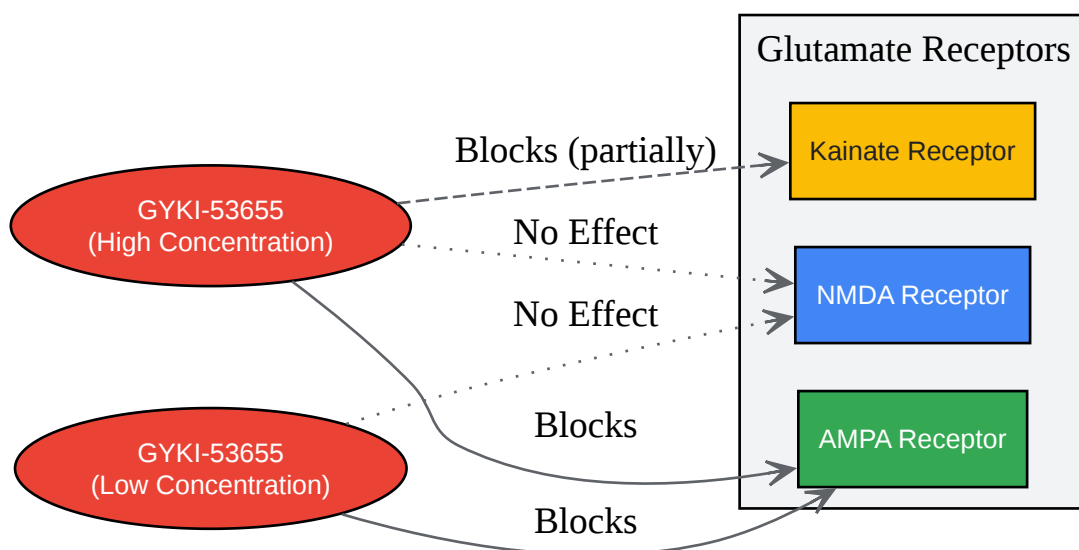 Glutamate Receptors
Blocks (partially)
Kainate Receptor
GYKI-53655
(High Concentration)
No Effect
NMDA Receptor
No Effect
Blocks
AMPA Receptor
GYKI-53655
(Low Concentration)
Blocks